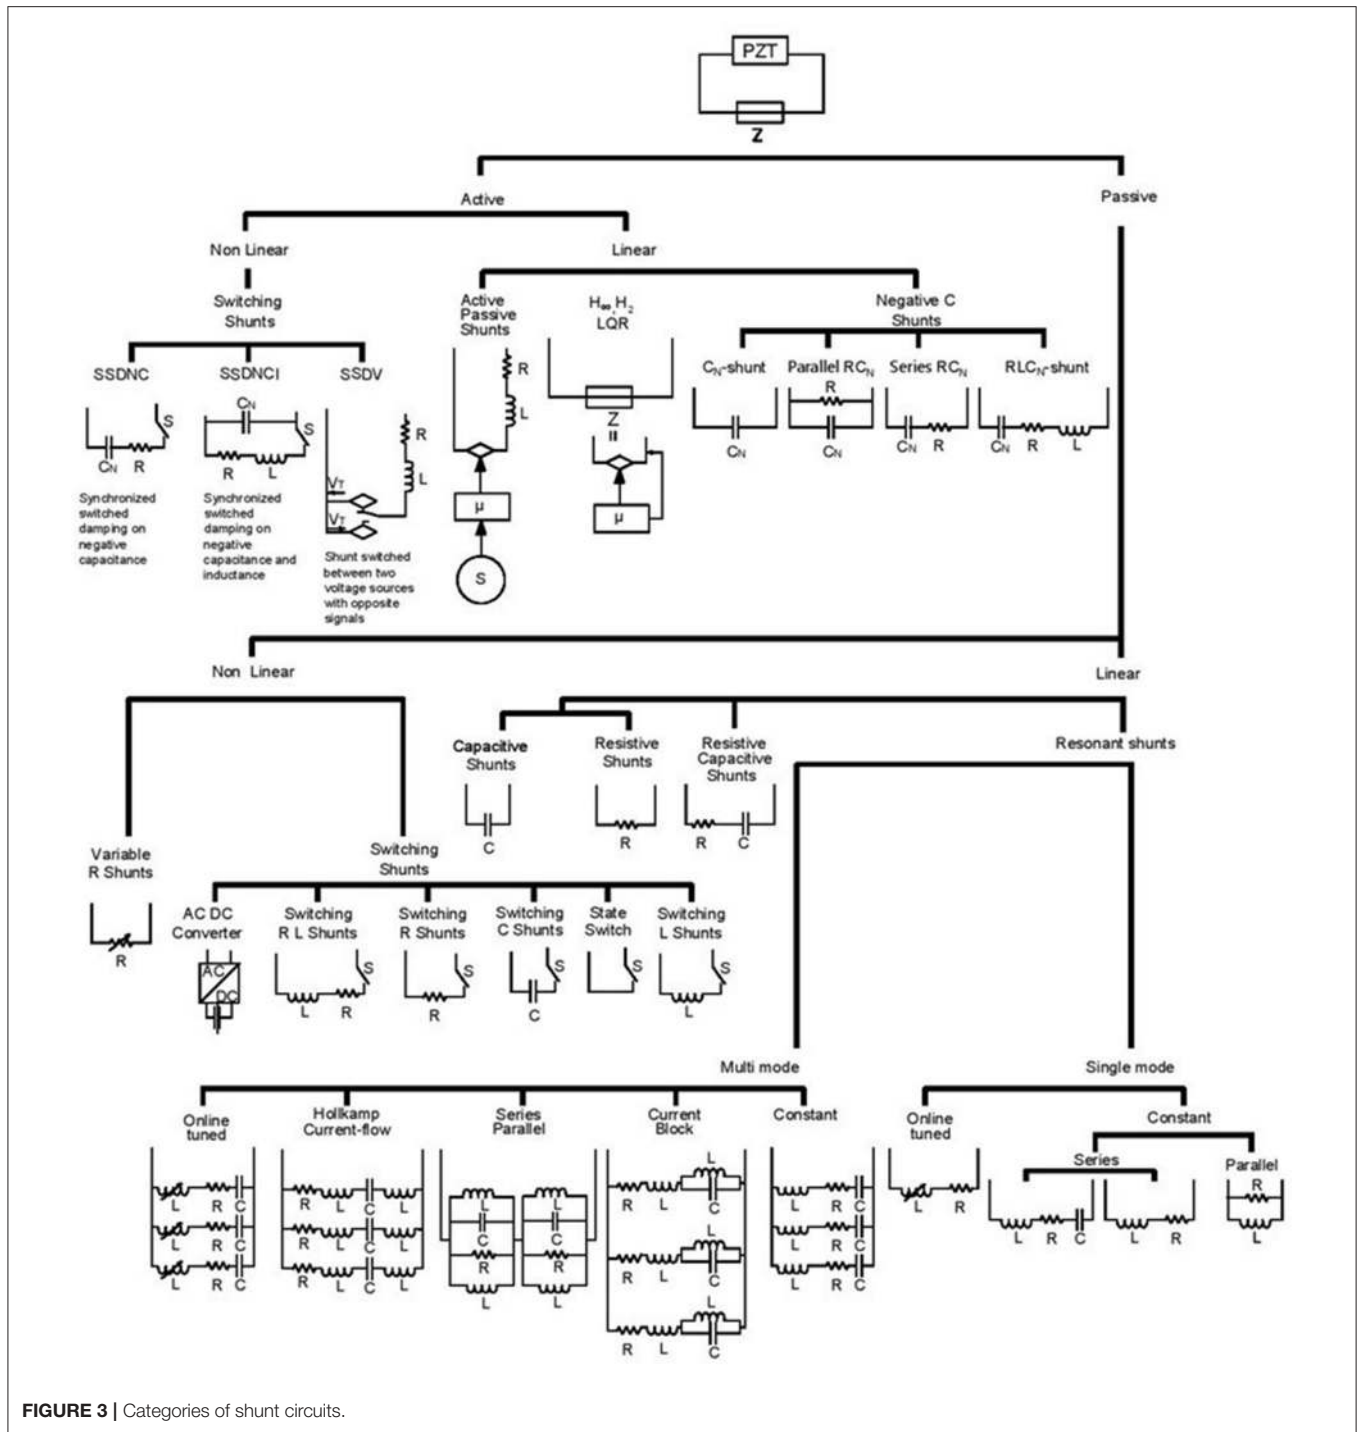 PZT
Z
Active
Passive
Non Linear
Linear
Switching
Shunts
Active
Passive
Shunts
H∞,H2
LQR
Negative C
Shunts
SSDNC
SSDNCI
SSDV
CN-shunt
Parallel RCN
Series RCN
RLCN-shunt
S
CN R
Synchronized
switched
damping on
negative
capacitance
CN
S
R L
Synchronized
switched
damping on
negative
capacitance and
inductance
R
L
VT
VT
Shunt switched
between two
voltage sources
with opposite
signals
R
L
μ
S
Z
μ
CN
R
CN
CN R
CN R L
Non Linear
Linear
Capacitive
Shunts
Resistive
Shunts
Resistive
Capacitive
Shunts
Resonant shunts
C
R
R C
Variable
R Shunts
R
Switching
Shunts
AC DC
Converter
Switching
R L Shunts
Switching
R Shunts
Switching
C Shunts
State
Switch
Switching
L Shunts
AC
DC
S
L R
S
R
S
C
S
S
L
Multi mode
Single mode
Online
tuned
Hollkamp
Current-flow
Series
Parallel
Current
Block
Constant
Online
tuned
Constant
Series
Parallel
L R C
L R C
L R C
R L C L
R L C L
R L C L
L L
C C
R R
L L
L
R L C
L
R L C
L
R L C
L R C
L R C
L R C
L R
L R C
L R
R
L
FIGURE 3 | Categories of shunt circuits.